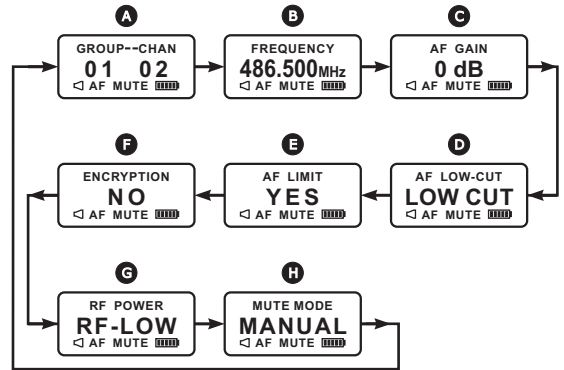 A
GROUP--CHAN
01 02
AF MUTE
B
FREQUENCY
486.500MHz
AF MUTE
C
AF GAIN
0 dB
AF MUTE
F
ENCRYPTION
NO
AF MUTE
E
AF LIMIT
YES
AF MUTE
D
AF LOW-CUT
LOW CUT
AF MUTE
G
RF POWER
RF-LOW
AF MUTE
H
MUTE MODE
MANUAL
AF MUTE